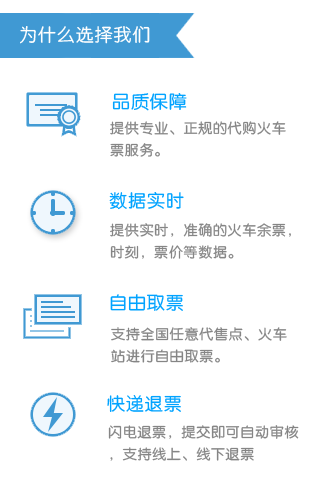 为什么选择我们
品质保障
提供专业、正规的代购火车
票服务。
数据实时
提供实时，准确的火车余票，
时刻，票价等数据。
自由取票
支持全国任意代售点、火车
站进行自由取票。
快递退票
闪电退票，提交即可自动审核
，支持线上、线下退票